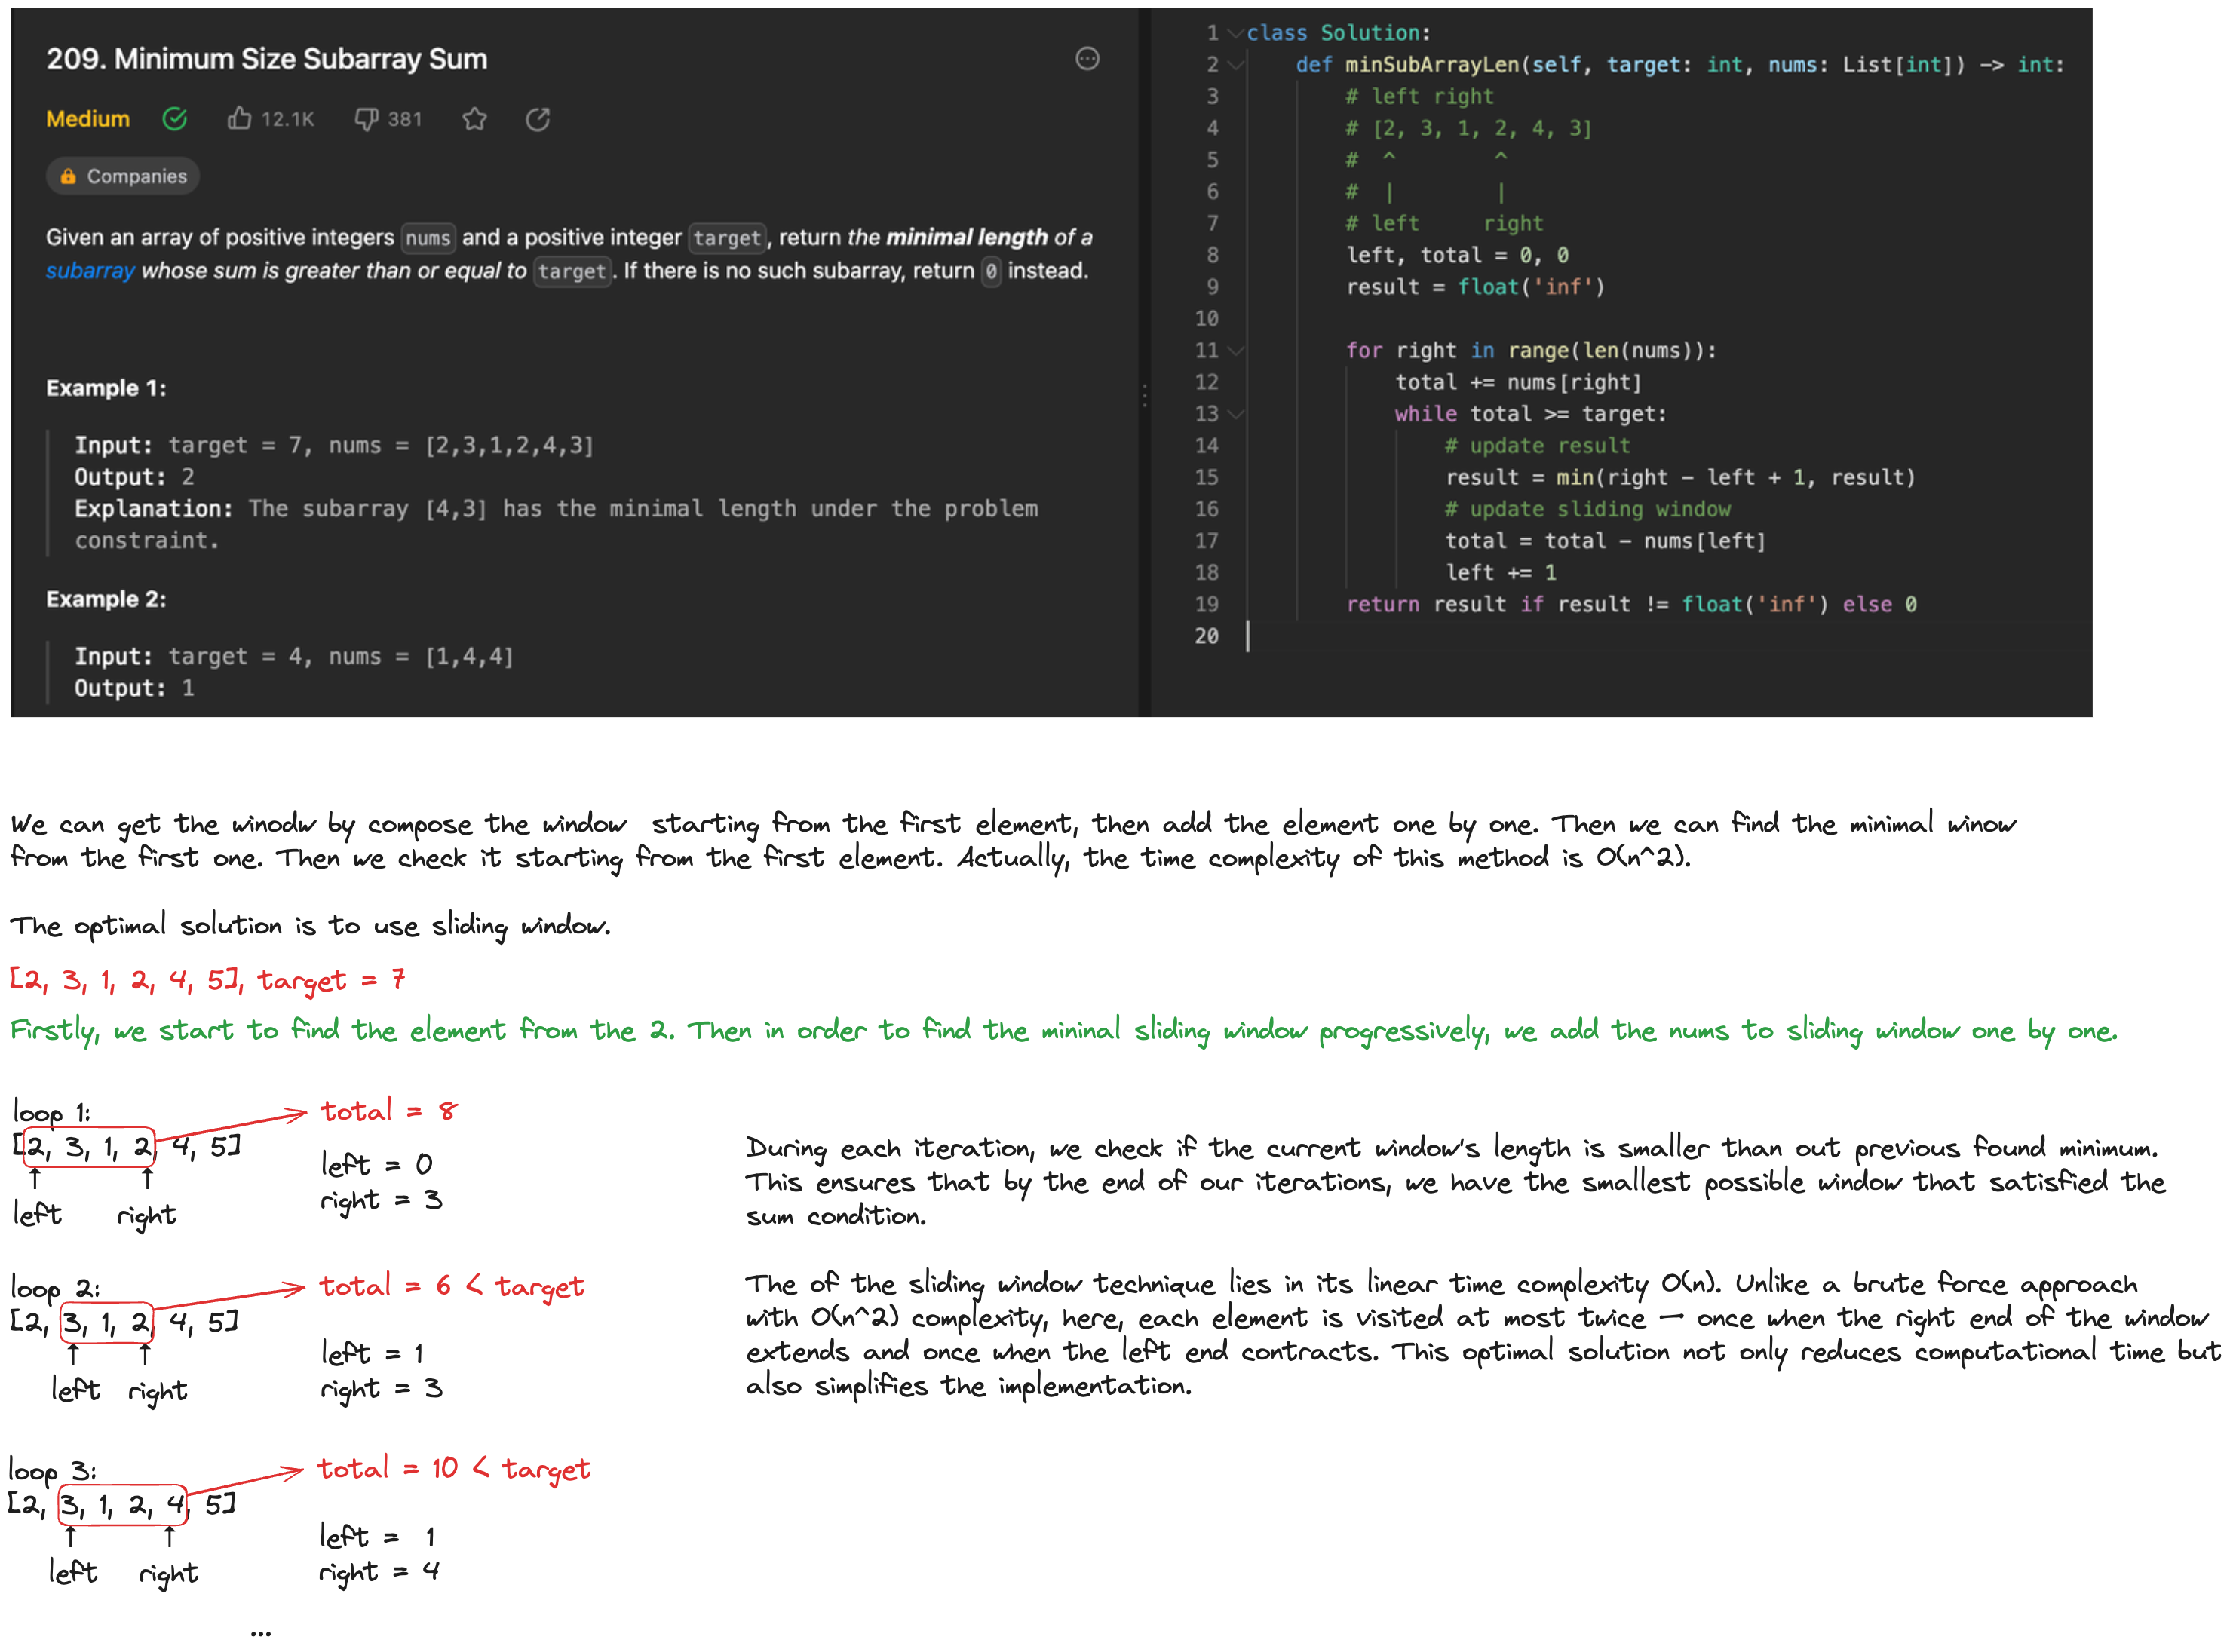 209. Minimum Size Subarray Sum
Medium 12.1K 381
Companies
Given an array of positive integers nums and a positive integer target, return the minimal length of a
subarray whose sum is greater than or equal to target. If there is no such subarray, return 0 instead.
Example 1:
Input: target = 7, nums = [2,3,1,2,4,3]
Output: 2
Explanation: The subarray [4,3] has the minimal length under the problem
constraint.
Example 2:
Input: target = 4, nums = [1,4,4]
Output: 1
1 class Solution:
2 def minSubArrayLen(self, target: int, nums: List[int]) -> int:
3 # left right
4 # [2, 3, 1, 2, 4, 3]
5 # ^ ^
6 # | |
7 # left right
8 left, total = 0, 0
9 result = float('inf')
10
11 for right in range(len(nums)):
12 total += nums[right]
13 while total >= target:
14 # update result
15 result = min(right - left + 1, result)
16 # update sliding window
17 total = total - nums[left]
18 left += 1
19 return result if result != float('inf') else 0
20
We can get the winodw by compose the window starting from the first element, then add the element one by one. Then we can find the minimal winow
from the first one. Then we check it starting from the first element. Actually, the time complexity of this method is O(n^2).
The optimal solution is to use sliding window.
[2, 3, 1, 2, 4, 5], target = 7
Firstly, we start to find the element from the 2. Then in order to find the mininal sliding window progressively, we add the nums to sliding window one by one.
loop 1:
[2, 3, 1, 2, 4, 5]
left right
total = 8
left = 0
right = 3
loop 2:
[2, 3, 1, 2, 4, 5]
left right
total = 6 < target
left = 1
right = 3
loop 3:
[2, 3, 1, 2, 4, 5]
left right
total = 10 < target
left = 1
right = 4
...
During each iteration, we check if the current window's length is smaller than out previous found minimum.
This ensures that by the end of our iterations, we have the smallest possible window that satisfied the
sum condition.
The of the sliding window technique lies in its linear time complexity O(n). Unlike a brute force approach
with O(n^2) complexity, here, each element is visited at most twice — once when the right end of the window
extends and once when the left end contracts. This optimal solution not only reduces computational time but
also simplifies the implementation.